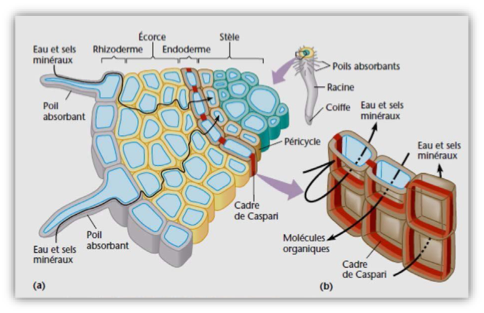 Écorce
Stèle
Eau et sels
minéraux
Rhizoderme
Endoderme
Poils absorbants
Racine
Poil
absorbant
Coiffe
Eau et sels
minéraux
Eau et sels
minéraux
Péricycle
Cadre
de Caspari
Molécules
organiques
Poil
absorbant
Eau et sels
minéraux
Cadre
de Caspari
(a)
(b)